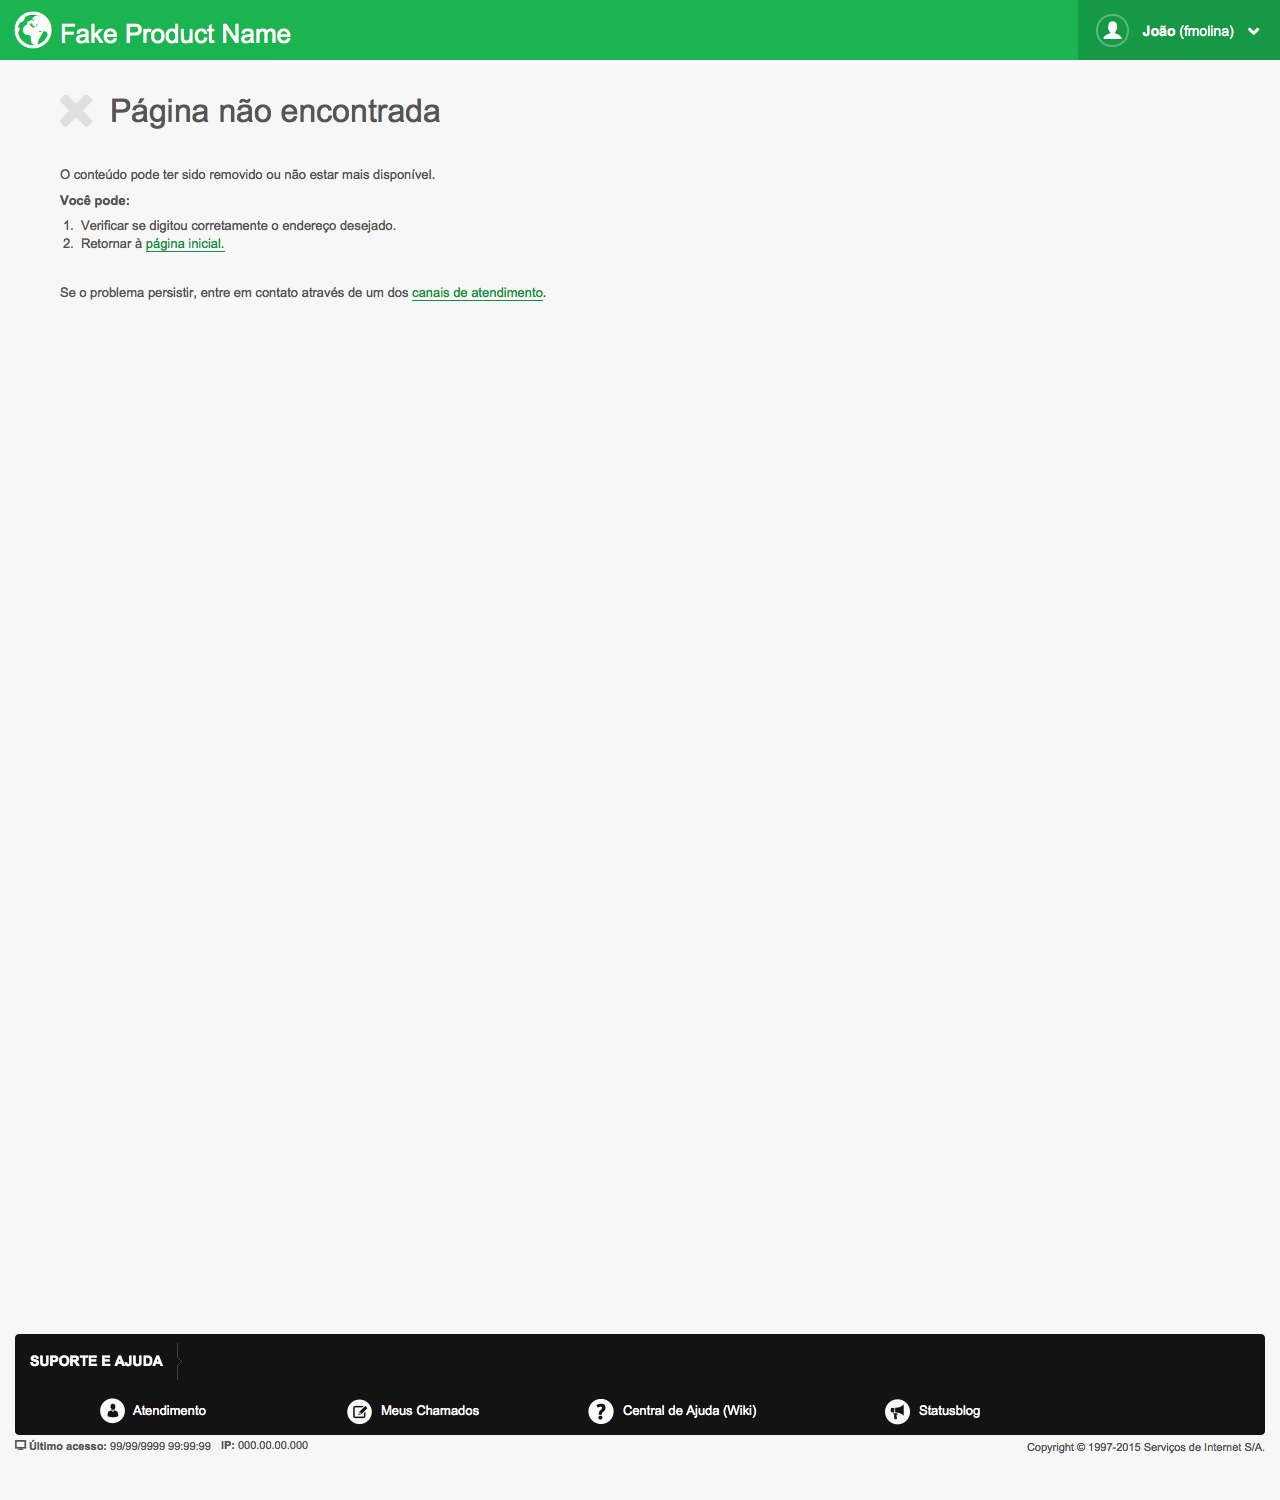 Fake Product Name
João (fmolina)
Página não encontrada
O conteúdo pode ter sido removido ou não estar mais disponível.
Você pode:
1. Verificar se digitou corretamente o endereço desejado.
2. Retornar à página inicial.
Se o problema persistir, entre em contato através de um dos canais de atendimento.
SUPORTE E AJUDA
Atendimento
Meus Chamados
Central de Ajuda (Wiki)
Statusblog
Último acesso: 99/99/9999 99:99:99 IP: 000.00.00.000
Copyright © 1997-2015 Serviços de Internet S/A.